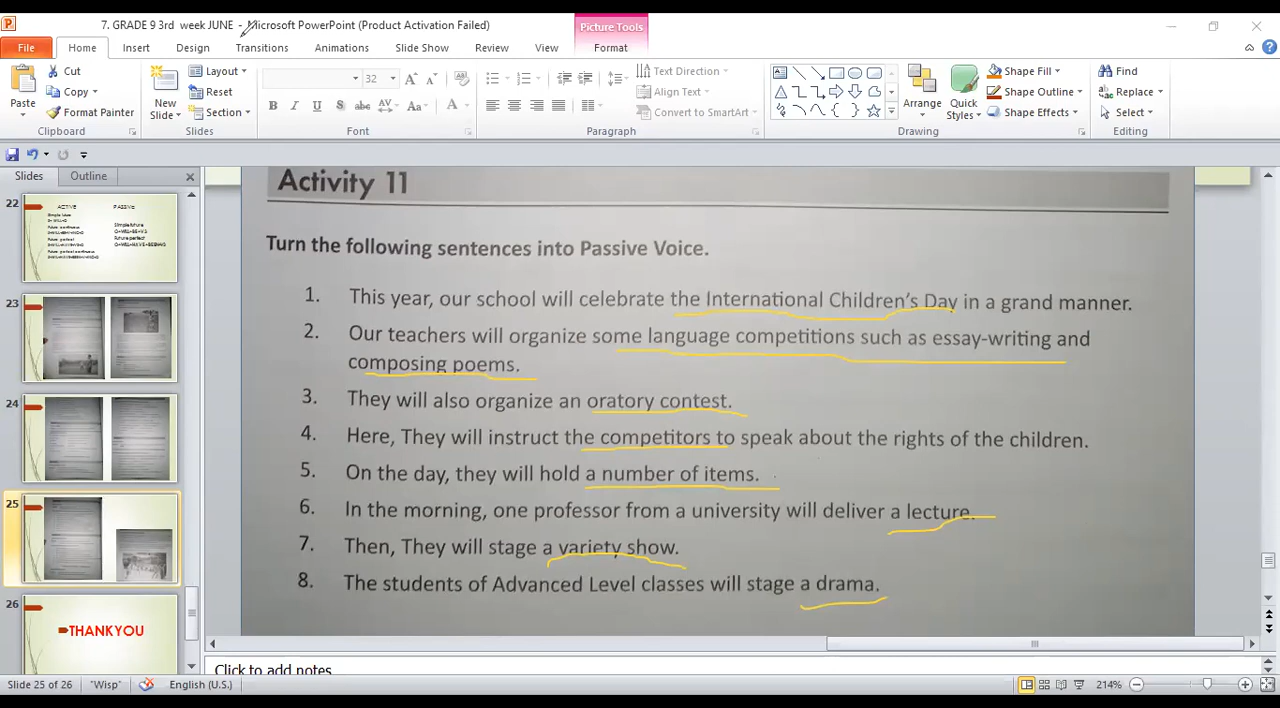 7. GRADE 9 3rd week JUNE - Microsoft PowerPoint (Product Activation Failed)
Picture Tools
File Home Insert Design Transitions Animations Slide Show Review View Format
Paste
Cut
Copy
Format Painter
Clipboard
New Slide
Layout
Reset
Section
Slides
32
B I U S abc AV Aa A
Font
Text Direction
Align Text
Convert to SmartArt
Paragraph
Arrange
Quick Styles
Shape Fill
Shape Outline
Shape Effects
Drawing
Find
Replace
Select
Editing
Slides Outline
22
ACTIVE PASSIVE
23
24
25
26
THANKYOU
Activity 11
Turn the following sentences into Passive Voice.
1. This year, our school will celebrate the International Children's Day in a grand manner.
2. Our teachers will organize some language competitions such as essay-writing and
composing poems.
3. They will also organize an oratory contest.
4. Here, They will instruct the competitors to speak about the rights of the children.
5. On the day, they will hold a number of items.
6. In the morning, one professor from a university will deliver a lecture.
7. Then, They will stage a variety show.
8. The students of Advanced Level classes will stage a drama.
Click to add notes
Slide 25 of 26 "Wisp" English (U.S.) 214%